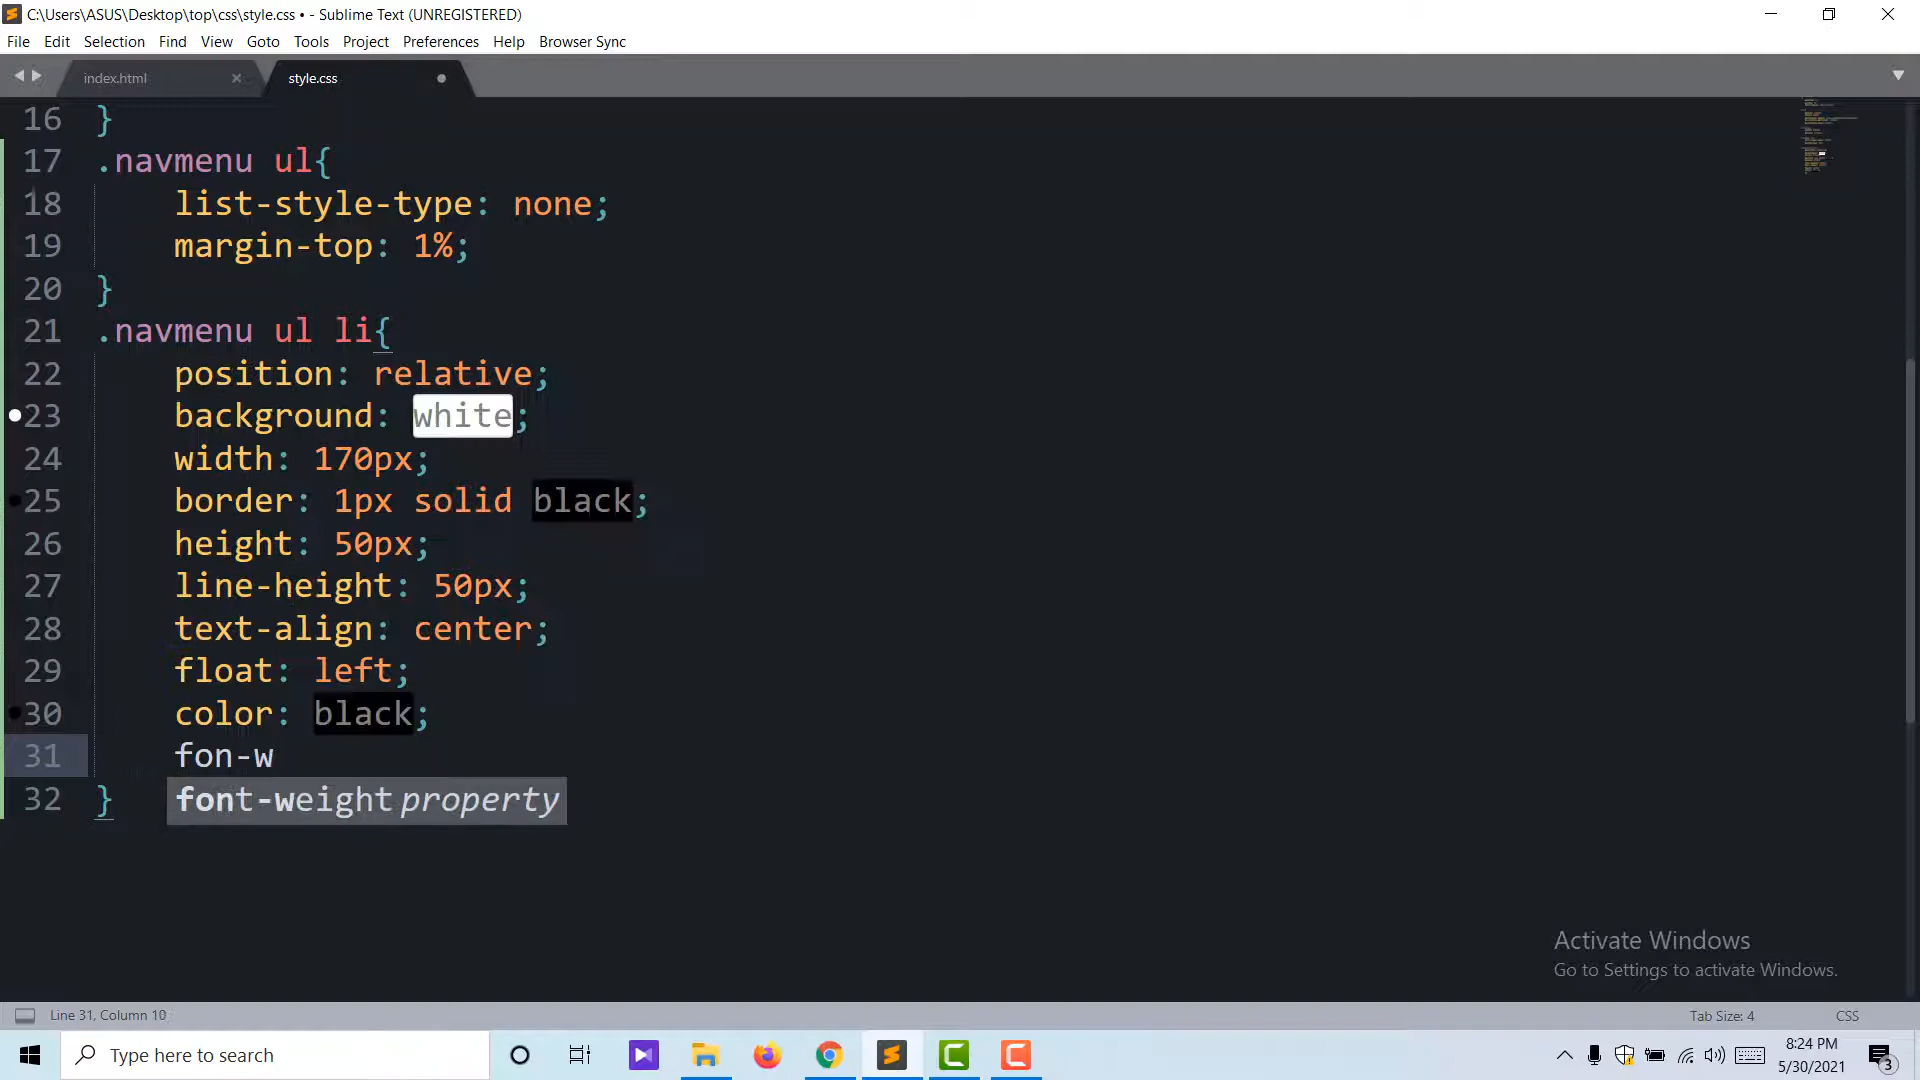 C:\Users\ASUS\Desktop\top\css\style.css • - Sublime Text (UNREGISTERED)
File Edit Selection Find View Goto Tools Project Preferences Help Browser Sync
index.html style.css
16 }
17 .navmenu ul{
18 list-style-type: none;
19 margin-top: 1%;
20 }
21 .navmenu ul li{
22 position: relative;
23 background: white;
24 width: 170px;
25 border: 1px solid black;
26 height: 50px;
27 line-height: 50px;
28 text-align: center;
29 float: left;
30 color: black;
31 fon-w
32 } font-weight property
Activate Windows
Go to Settings to activate Windows.
Line 31, Column 10 Tab Size: 4 CSS
Type here to search
8:24 PM
5/30/2021
3